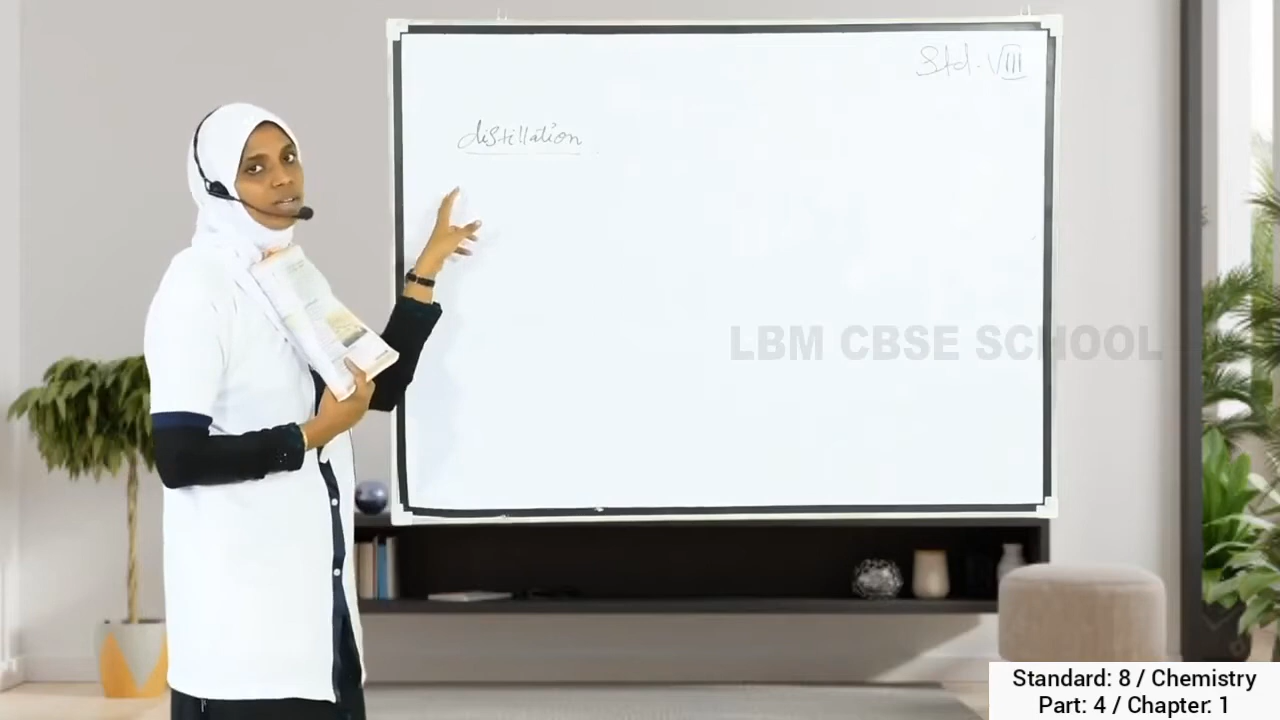 Std. VIII
distillation
LBM CBSE SCHOOL
Standard: 8 / Chemistry
Part: 4 / Chapter: 1